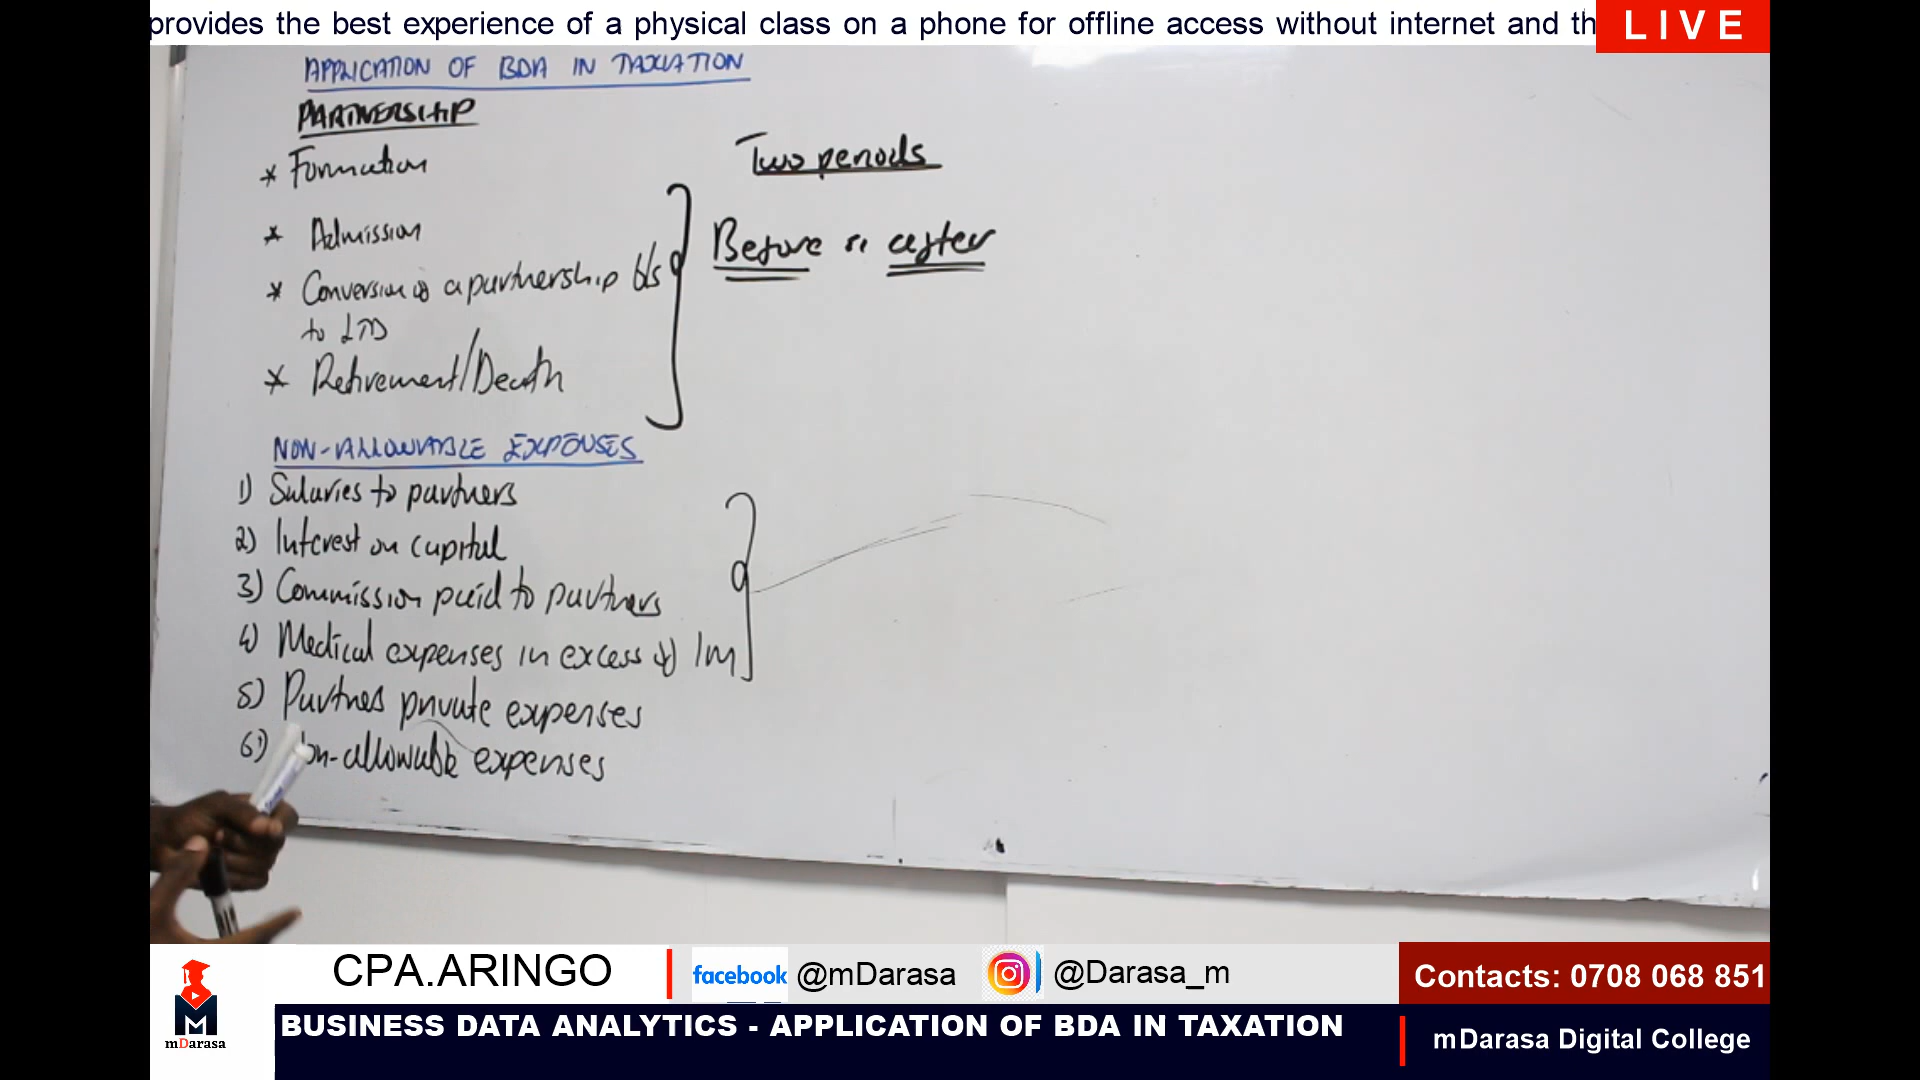 provides the best experience of a physical class on a phone for offline access without internet and th
LIVE
APPLICATION OF BDA IN TAXATION
PARTNERSHIP
* Formation
* Admission
* Conversion of a partnership b/s
to LTD
* Retirement/Death
Two periods
Before & after
NON-ALLOWABLE EXPENSES
1) Salaries to partners
2) Interest on capital
3) Commission paid to partners
4) Medical expenses in excess of 1m
5) Partners private expenses
6) on-allowable expenses
CPA.ARINGO
facebook @mDarasa
@Darasa_m
Contacts: 0708 068 851
mDarasa
BUSINESS DATA ANALYTICS - APPLICATION OF BDA IN TAXATION
mDarasa Digital College